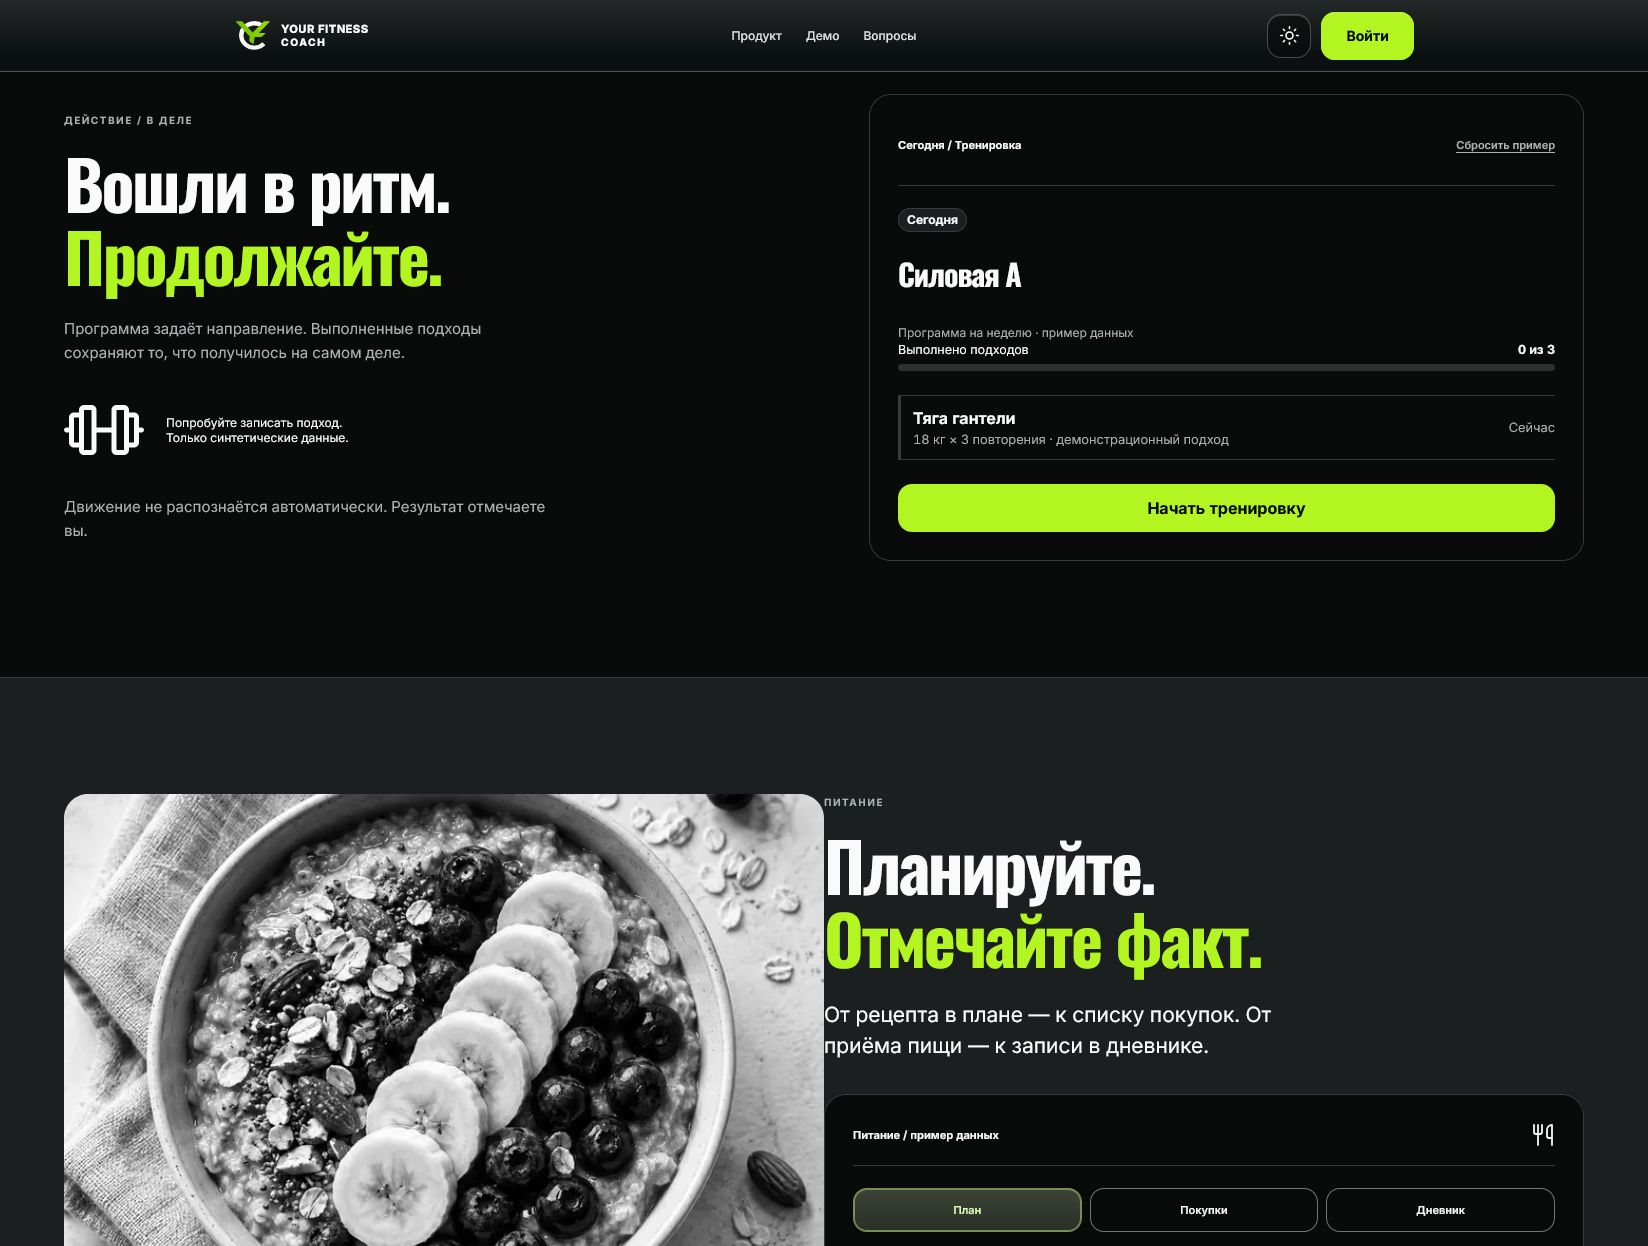 YOUR FITNESS
COACH
Продукт
Демо
Вопросы
Войти
ДЕЙСТВИЕ / В ДЕЛЕ
Вошли в ритм.
Продолжайте.
Программа задаёт направление. Выполненные подходы
сохраняют то, что получилось на самом деле.
Попробуйте записать подход.
Только синтетические данные.
Движение не распознаётся автоматически. Результат отмечаете
вы.
Сегодня / Тренировка
Сбросить пример
Сегодня
Силовая А
Программа на неделю · пример данных
Выполнено подходов
0 из 3
Тяга гантели
18 кг × 3 повторения · демонстрационный подход
Сейчас
Начать тренировку
ПИТАНИЕ
Планируйте.
Отмечайте факт.
От рецепта в плане — к списку покупок. От
приёма пищи — к записи в дневнике.
Питание / пример данных
План
Покупки
Дневник